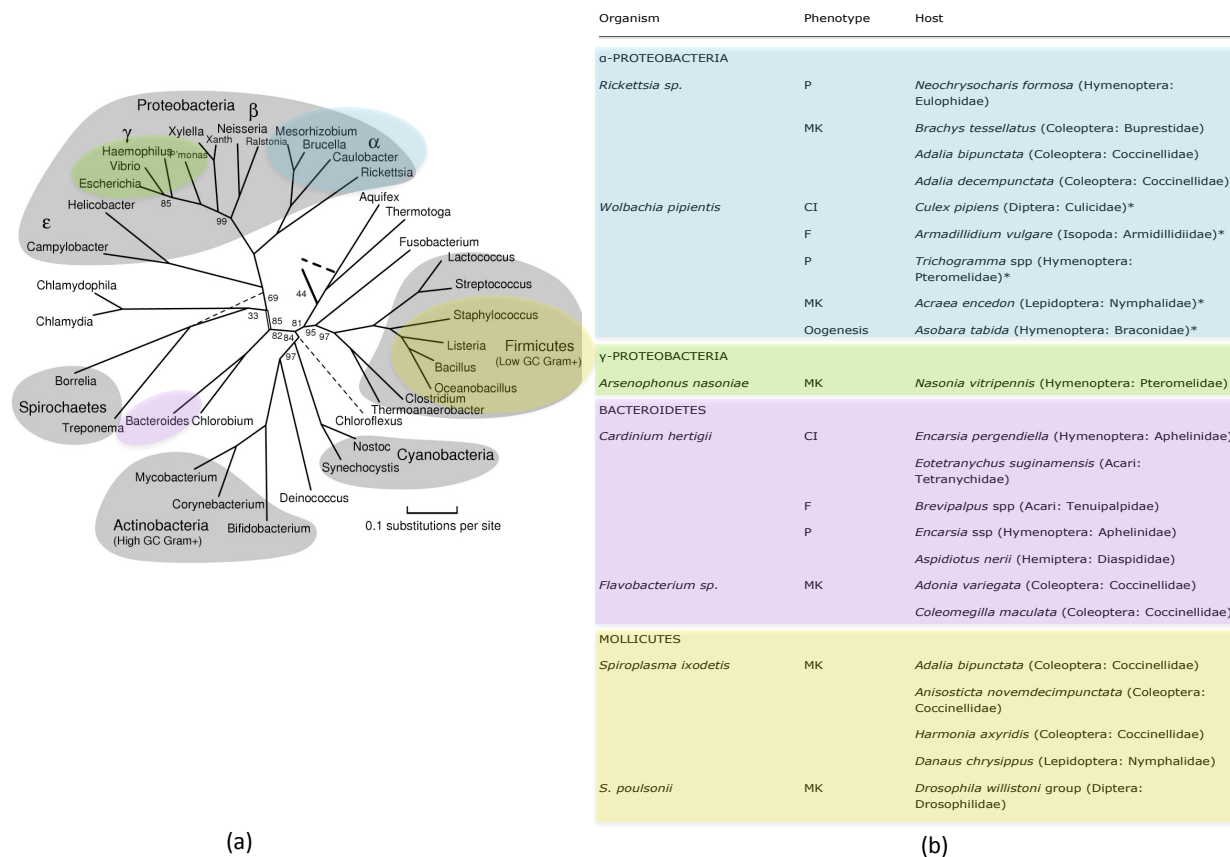 Proteobacteria
β
γ
Xylella
Xanth
Neisseria
Ralstonia
Mesorhizobium
Brucella
α
Haemophilus
P'monas
Vibrio
Caulobacter
Escherichia
Rickettsia
85
99
Helicobacter
Aquifex
ε
Thermotoga
Campylobacter
Fusobacterium
Lactococcus
Chlamydophila
Streptococcus
69
44
Chlamydia
33
85
81
Staphylococcus
82
84
95
97
Listeria
Firmicutes
97
Bacillus
(Low GC Gram+)
Borrelia
Oceanobacillus
Clostridium
Spirochaetes
Thermoanaerobacter
Treponema
Bacteroides
Chlorobium
Chloroflexus
Nostoc
Cyanobacteria
Synechocystis
Mycobacterium
Corynebacterium
Deinococcus
Actinobacteria
(High GC Gram+)
Bifidobacterium
0.1 substitutions per site
(a)
Organism Phenotype Host
α-PROTEOBACTERIA
Rickettsia sp. P Neochrysocharis formosa (Hymenoptera:
Eulophidae)
MK Brachys tessellatus (Coleoptera: Buprestidae)
Adalia bipunctata (Coleoptera: Coccinellidae)
Adalia decempunctata (Coleoptera: Coccinellidae)
Wolbachia pipientis CI Culex pipiens (Diptera: Culicidae)*
F Armadillidium vulgare (Isopoda: Armidillidiidae)*
P Trichogramma spp (Hymenoptera:
Pteromelidae)*
MK Acraea encedon (Lepidoptera: Nymphalidae)*
Oogenesis Asobara tabida (Hymenoptera: Braconidae)*
γ-PROTEOBACTERIA
Arsenophonus nasoniae MK Nasonia vitripennis (Hymenoptera: Pteromelidae)
BACTEROIDETES
Cardinium hertigii CI Encarsia pergendiella (Hymenoptera: Aphelinidae)
Eotetranychus suginamensis (Acari:
Tetranychidae)
F Brevipalpus spp (Acari: Tenuipalpidae)
P Encarsia ssp (Hymenoptera: Aphelinidae)
Aspidiotus nerii (Hemiptera: Diaspididae)
Flavobacterium sp. MK Adonia variegata (Coleoptera: Coccinellidae)
Coleomegilla maculata (Coleoptera: Coccinellidae)
MOLLICUTES
Spiroplasma ixodetis MK Adalia bipunctata (Coleoptera: Coccinellidae)
Anisosticta novemdecimpunctata (Coleoptera:
Coccinellidae)
Harmonia axyridis (Coleoptera: Coccinellidae)
Danaus chrysippus (Lepidoptera: Nymphalidae)
S. poulsonii MK Drosophila willistoni group (Diptera:
Drosophilidae)
(b)